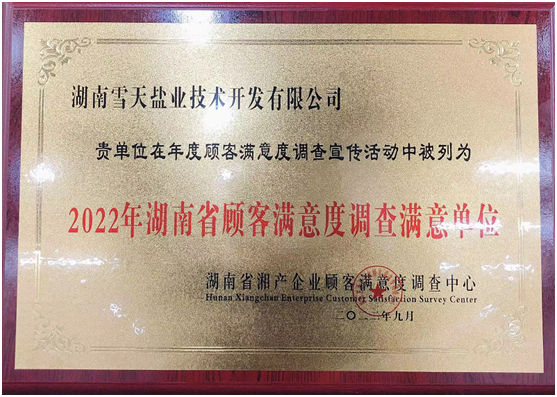 湖南雪天盐业技术开发有限公司
贵单位在年度顾客满意度调查宣传活动中被列为
2022年湖南省顾客满意度调查满意单位
湖南省湘产企业顾客满意度调查中心
Hunan Xiangchan Enterprise Customer Satisfaction Survey Center
二〇二二年九月